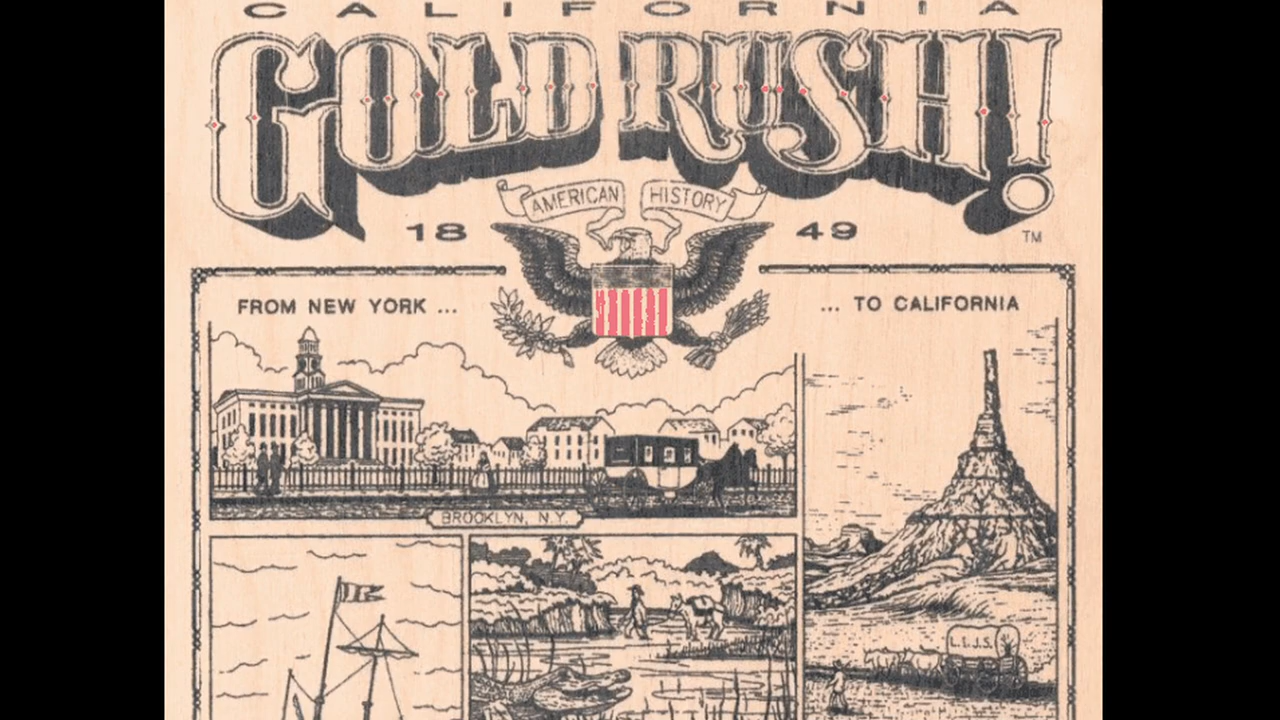 CALIFORNIA
GOLD RUSH!
AMERICAN HISTORY
18 49
TM
FROM NEW YORK ... ... TO CALIFORNIA
BROOKLYN, N.Y.
L.E.J.S.